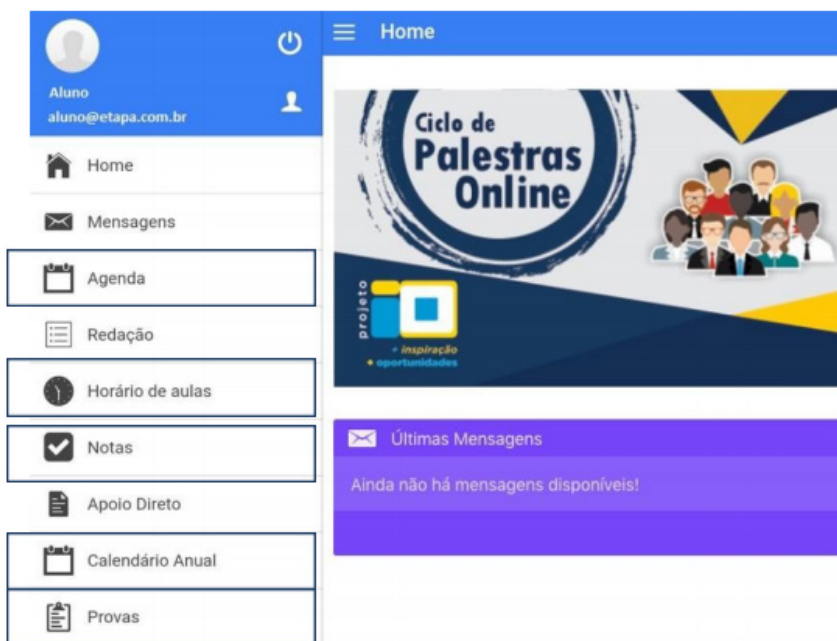 Aluno
aluno@etapa.com.br
Home
Mensagens
Agenda
Redação
Horário de aulas
Notas
Apoio Direto
Calendário Anual
Provas
Home
Ciclo de
Palestras
Online
projeto
+ inspiração
+ oportunidades
Últimas Mensagens
Ainda não há mensagens disponíveis!